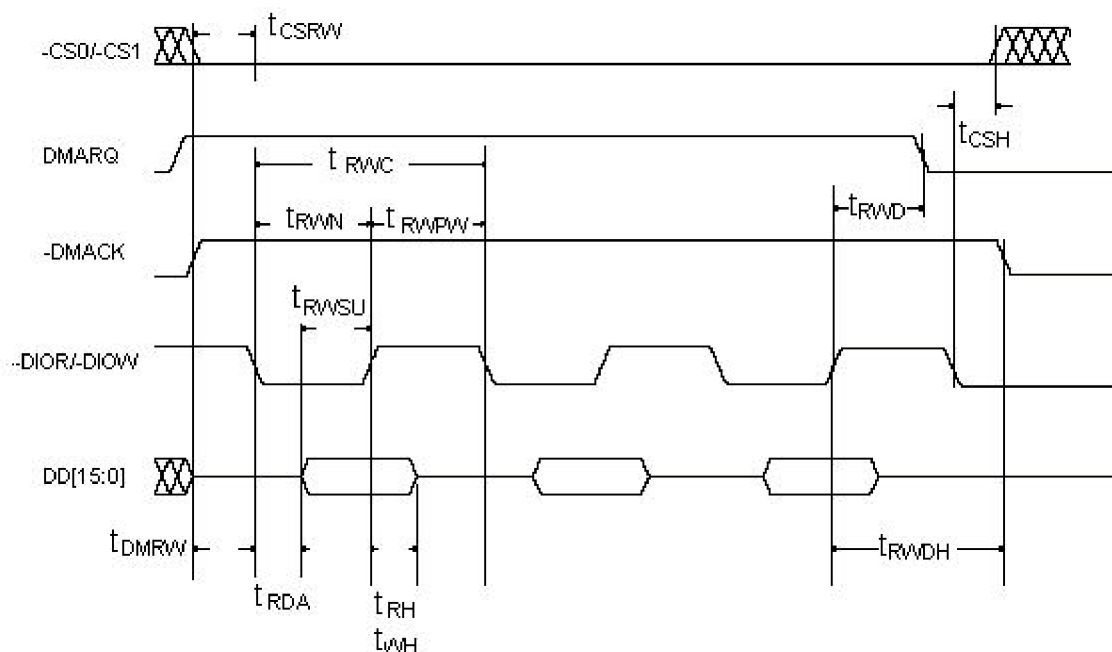 -CS0/-CS1
tCSRW
DMARQ
tCSH
tRWC
tRWN
tRWPW
tRWD
-DMACK
tRWSU
-DIOR/-DIOW
DD[15:0]
tDMRW
tRWDH
tRDA
tRH
tWH